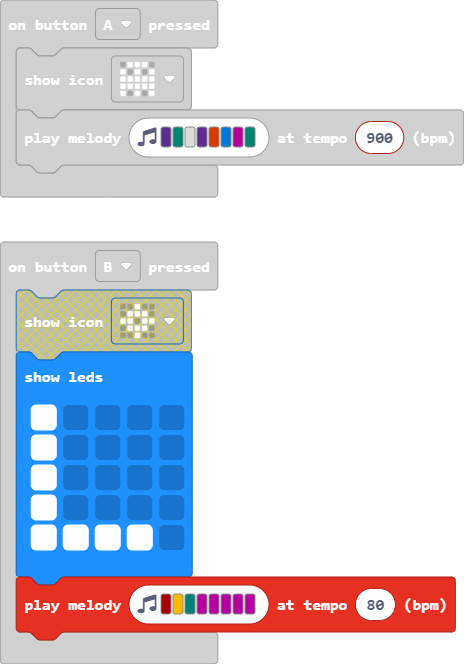 on button A pressed
show icon
play melody at tempo 900 (bpm)
on button B pressed
show icon
show leds
play melody at tempo 80 (bpm)